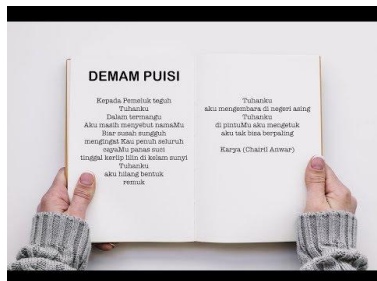 DEMAM PUISI
Kepada Pemeluk teguh
Tuhanku
Dalam termangu
Aku masih menyebut namaMu
Biar susah sungguh
mengingat Kau penuh seluruh
cayaMu panas suci
tinggal kerlip lilin di kelam sunyi
Tuhanku
aku hilang bentuk
remuk
Tuhanku
aku mengembara di negeri asing
Tuhanku
di pintuMu aku mengetuk
aku tak bisa berpaling
Karya (Chairil Anwar)